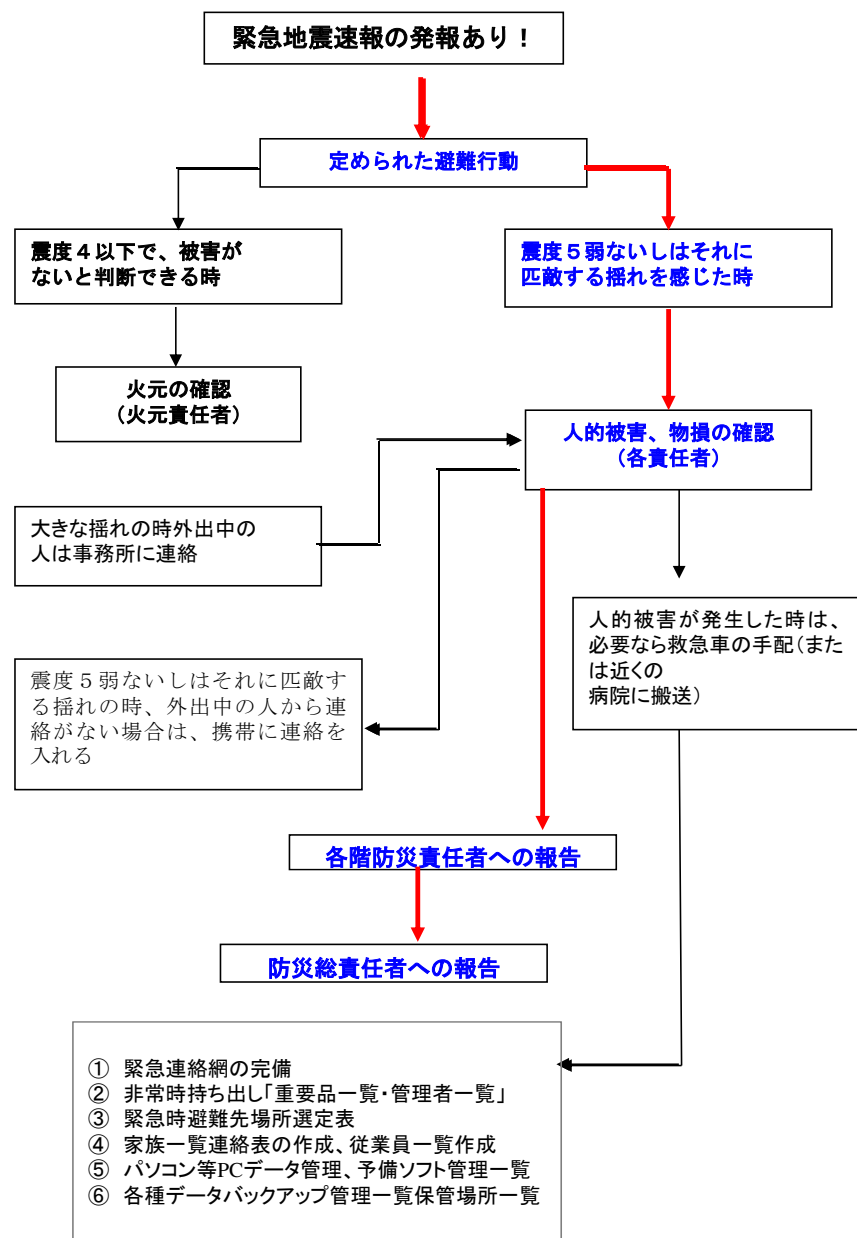 緊急地震速報の発報あり！
定められた避難行動
震度４以下で、被害が
ないと判断できる時
震度５弱ないしはそれに
匹敵する揺れを感じた時
火元の確認
（火元責任者）
人的被害、物損の確認
（各責任者）
大きな揺れの時外出中の
人は事務所に連絡
人的被害が発生した時は、
必要なら救急車の手配（また
は近くの
病院に搬送）
震度５弱ないしはそれに匹敵す
る揺れの時、外出中の人から連
絡がない場合は、携帯に連絡を
入れる
各階防災責任者への報告
防災総責任者への報告
① 緊急連絡網の完備
② 非常時持ち出し「重要品一覧・管理者一覧」
③ 緊急時避難先場所選定表
④ 家族一覧連絡表の作成、従業員一覧作成
⑤ パソコン等PCデータ管理、予備ソフト管理一覧
⑥ 各種データバックアップ管理一覧保管場所一覧